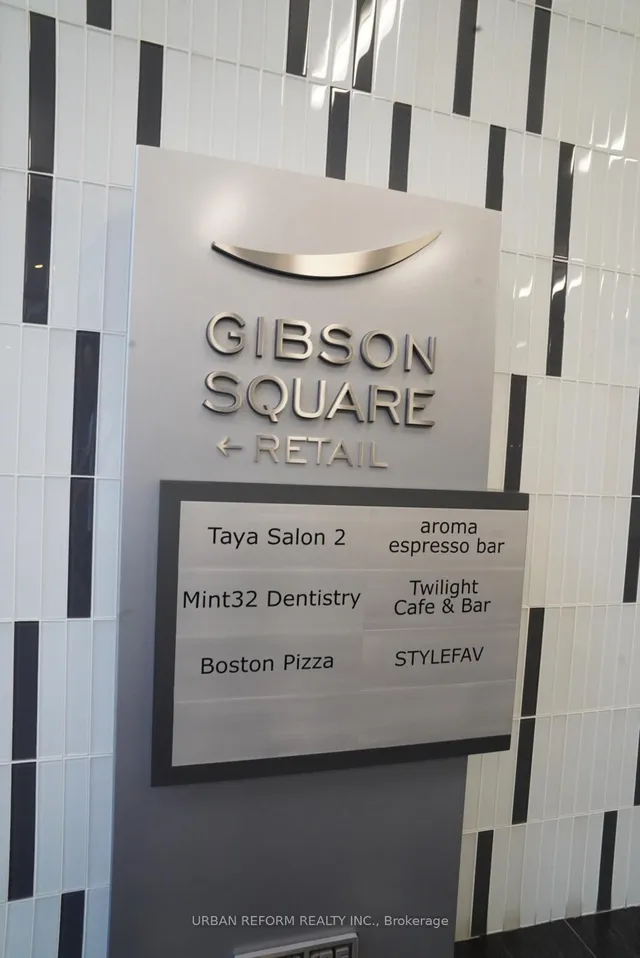 GIBSON
SQUARE
← RETAIL
Taya Salon 2
aroma
espresso bar
Mint32 Dentistry
Twilight
Cafe & Bar
Boston Pizza
STYLEFAV
URBAN REFORM REALTY INC., Brokerage